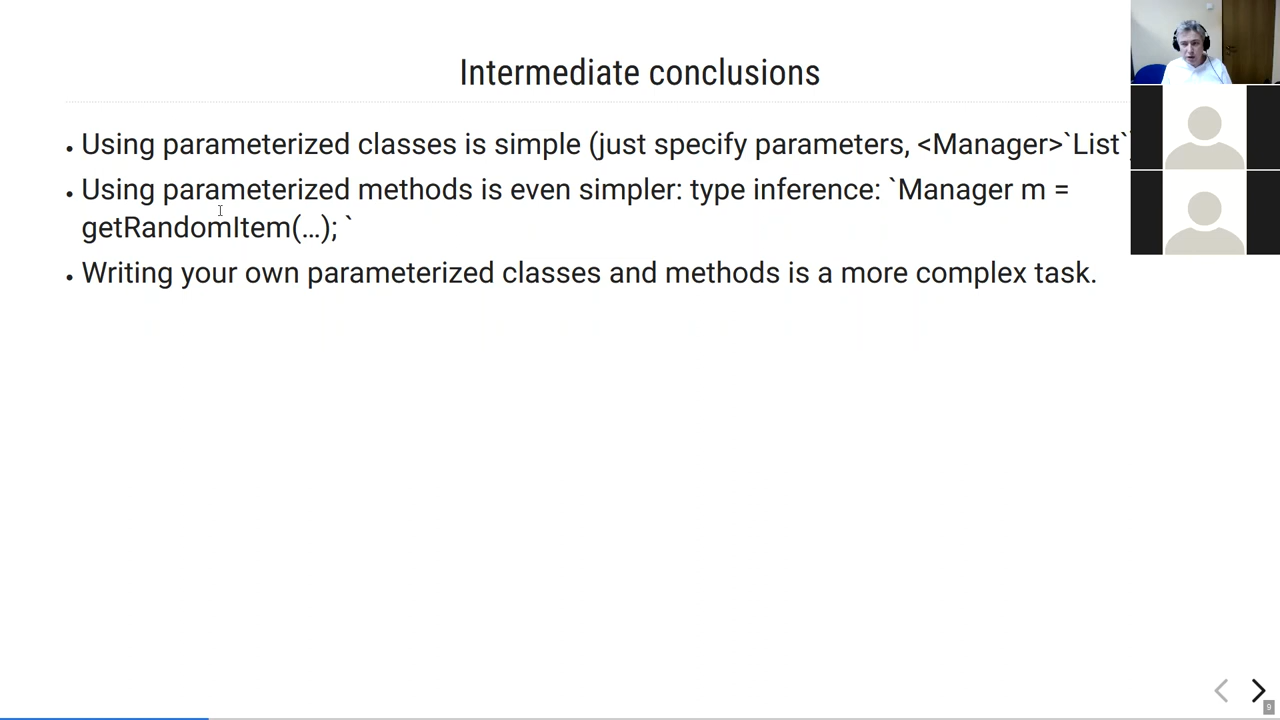 Intermediate conclusions
• Using parameterized classes is simple (just specify parameters, <Manager>`List`
• Using parameterized methods is even simpler: type inference: `Manager m =
getRandomItem(…); `
• Writing your own parameterized classes and methods is a more complex task.
9